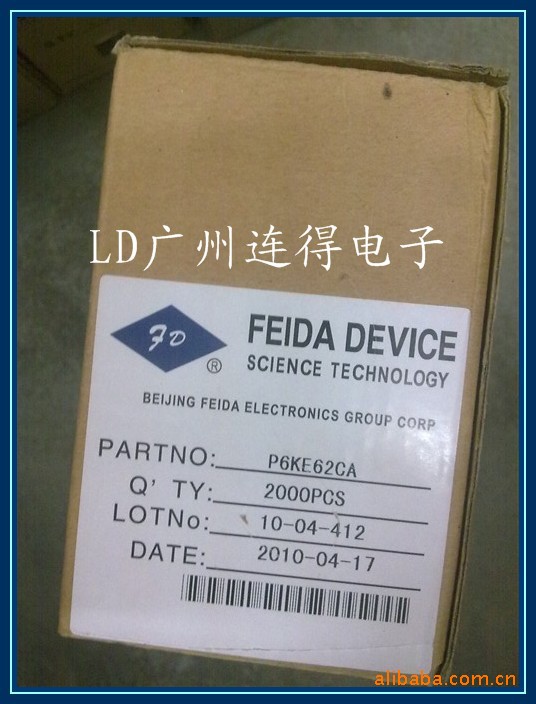 LD广州连得电子
FD ®
FEIDA DEVICE
SCIENCE TECHNOLOGY
BEIJING FEIDA ELECTRONICS GROUP CORP
PARTNO: P6KE62CA
Q' TY: 2000PCS
LOTNo: 10-04-412
DATE: 2010-04-17
alibaba.com.cn